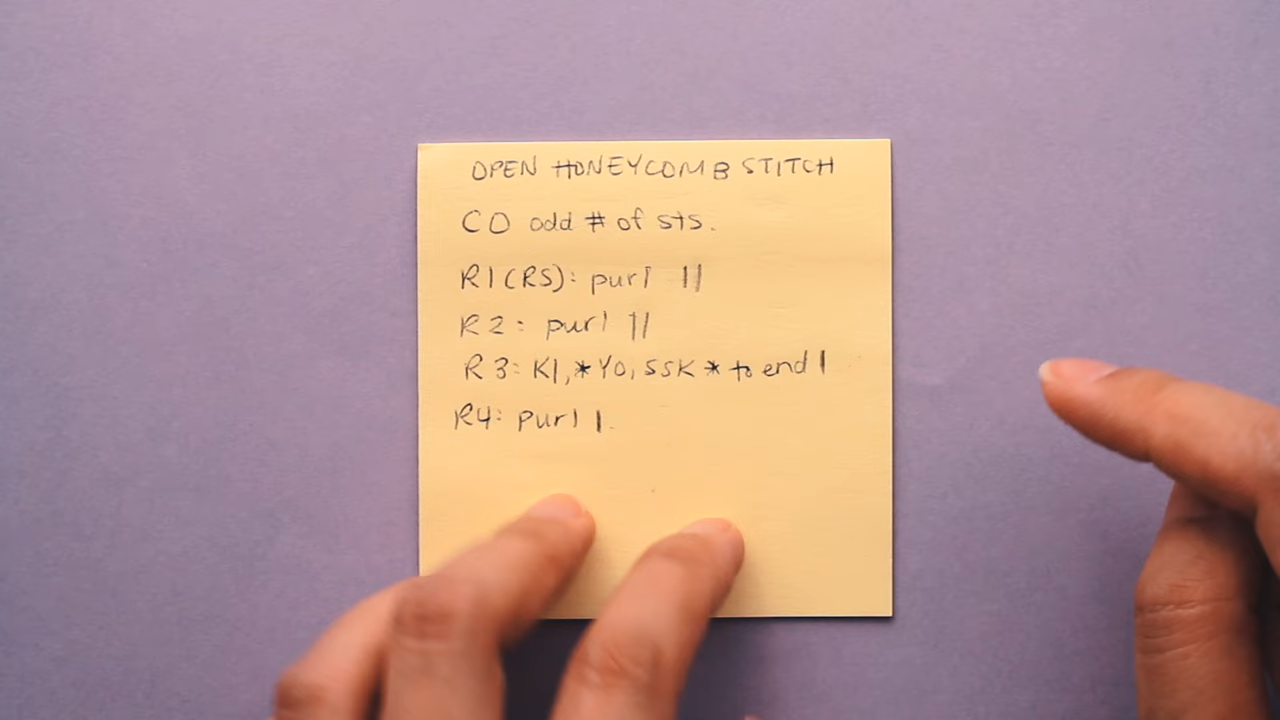 OPEN HONEYCOMB STITCH
CO odd # of sts.
R1(RS): purl ||
R2: purl ||
R3: K1,*Yo, SSK * to end |
R4: purl |